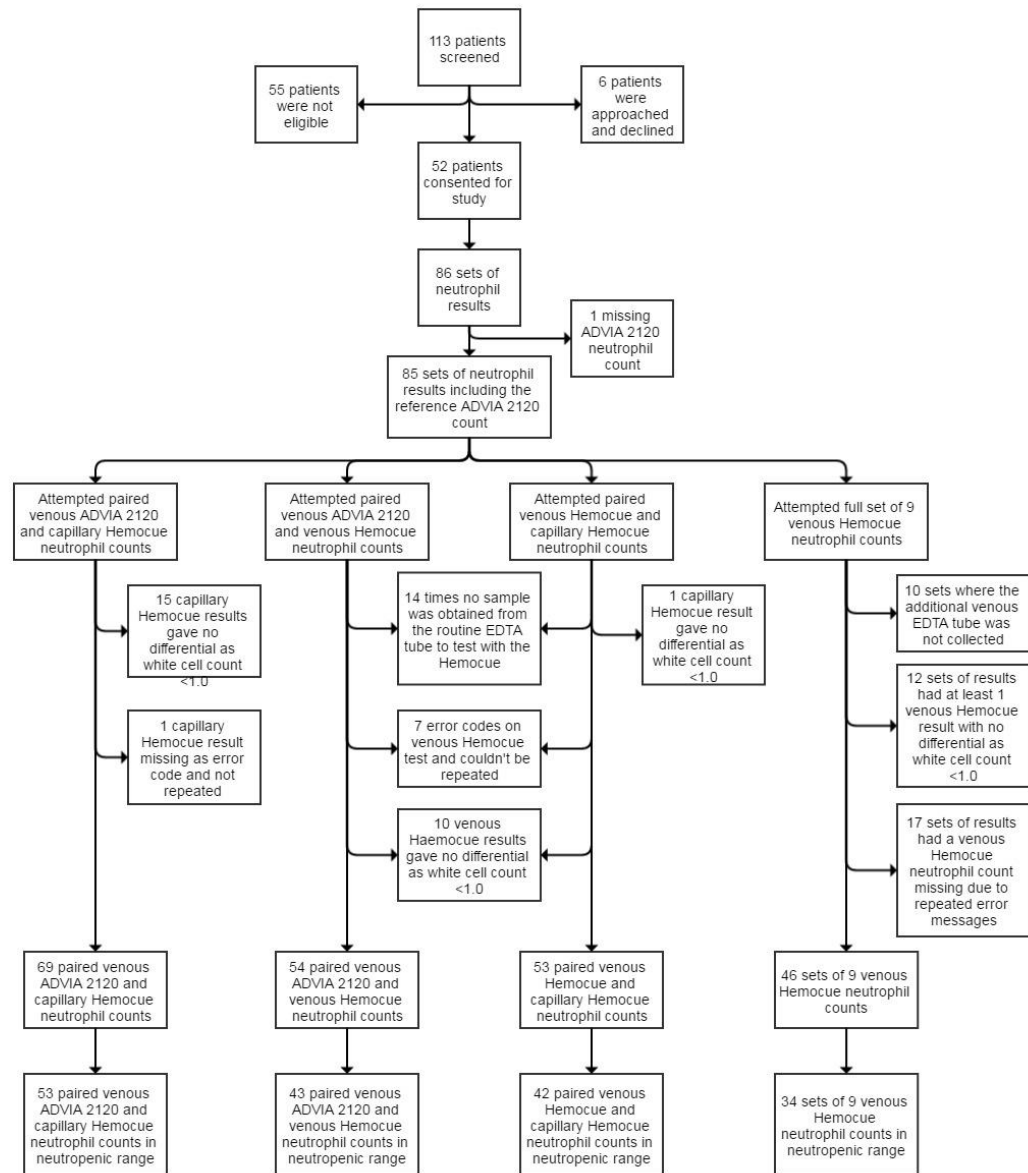 113 patients
screened
55 patients
were not
eligible
6 patients
were
approached
and declined
52 patients
consented for
study
86 sets of
neutrophil
results
1 missing
ADVIA 2120
neutrophil
count
85 sets of neutrophil
results including the
reference ADVIA 2120
count
Attempted paired
venous ADVIA 2120
and capillary Hemocue
neutrophil counts
Attempted paired
venous ADVIA 2120
and venous Hemocue
neutrophil counts
Attempted paired
venous Hemocue and
capillary Hemocue
neutrophil counts
Attempted full set of 9
venous Hemocue
neutrophil counts
15 capillary
Hemocue results
gave no
differential as
white cell count
<1.0
14 times no sample
was obtained from
the routine EDTA
tube to test with the
Hemocue
1 capillary
Hemocue result
gave no
differential as
white cell count
<1.0
10 sets where the
additional venous
EDTA tube was
not collected
1 capillary
Hemocue result
missing as error
code and not
repeated
7 error codes on
venous Hemocue
test and couldn't be
repeated
12 sets of results
had at least 1
venous Hemocue
result with no
differential as
white cell count
<1.0
10 venous
Haemocue results
gave no differential
as white cell count
<1.0
17 sets of results
had a venous
Hemocue
neutrophil count
missing due to
repeated error
messages
69 paired venous
ADVIA 2120 and
capillary Hemocue
neutrophil counts
54 paired venous
ADVIA 2120 and
venous Hemocue
neutrophil counts
53 paired venous
Hemocue and
capillary Hemocue
neutrophil counts
46 sets of 9 venous
Hemocue neutrophil
counts
53 paired venous
ADVIA 2120 and
capillary Hemocue
neutrophil counts in
neutropenic range
43 paired venous
ADVIA 2120 and
venous Hemocue
neutrophil counts in
neutropenic range
42 paired venous
Hemocue and
capillary Hemocue
neutrophil counts in
neutropenic range
34 sets of 9 venous
Hemocue
neutrophil counts in
neutropenic range